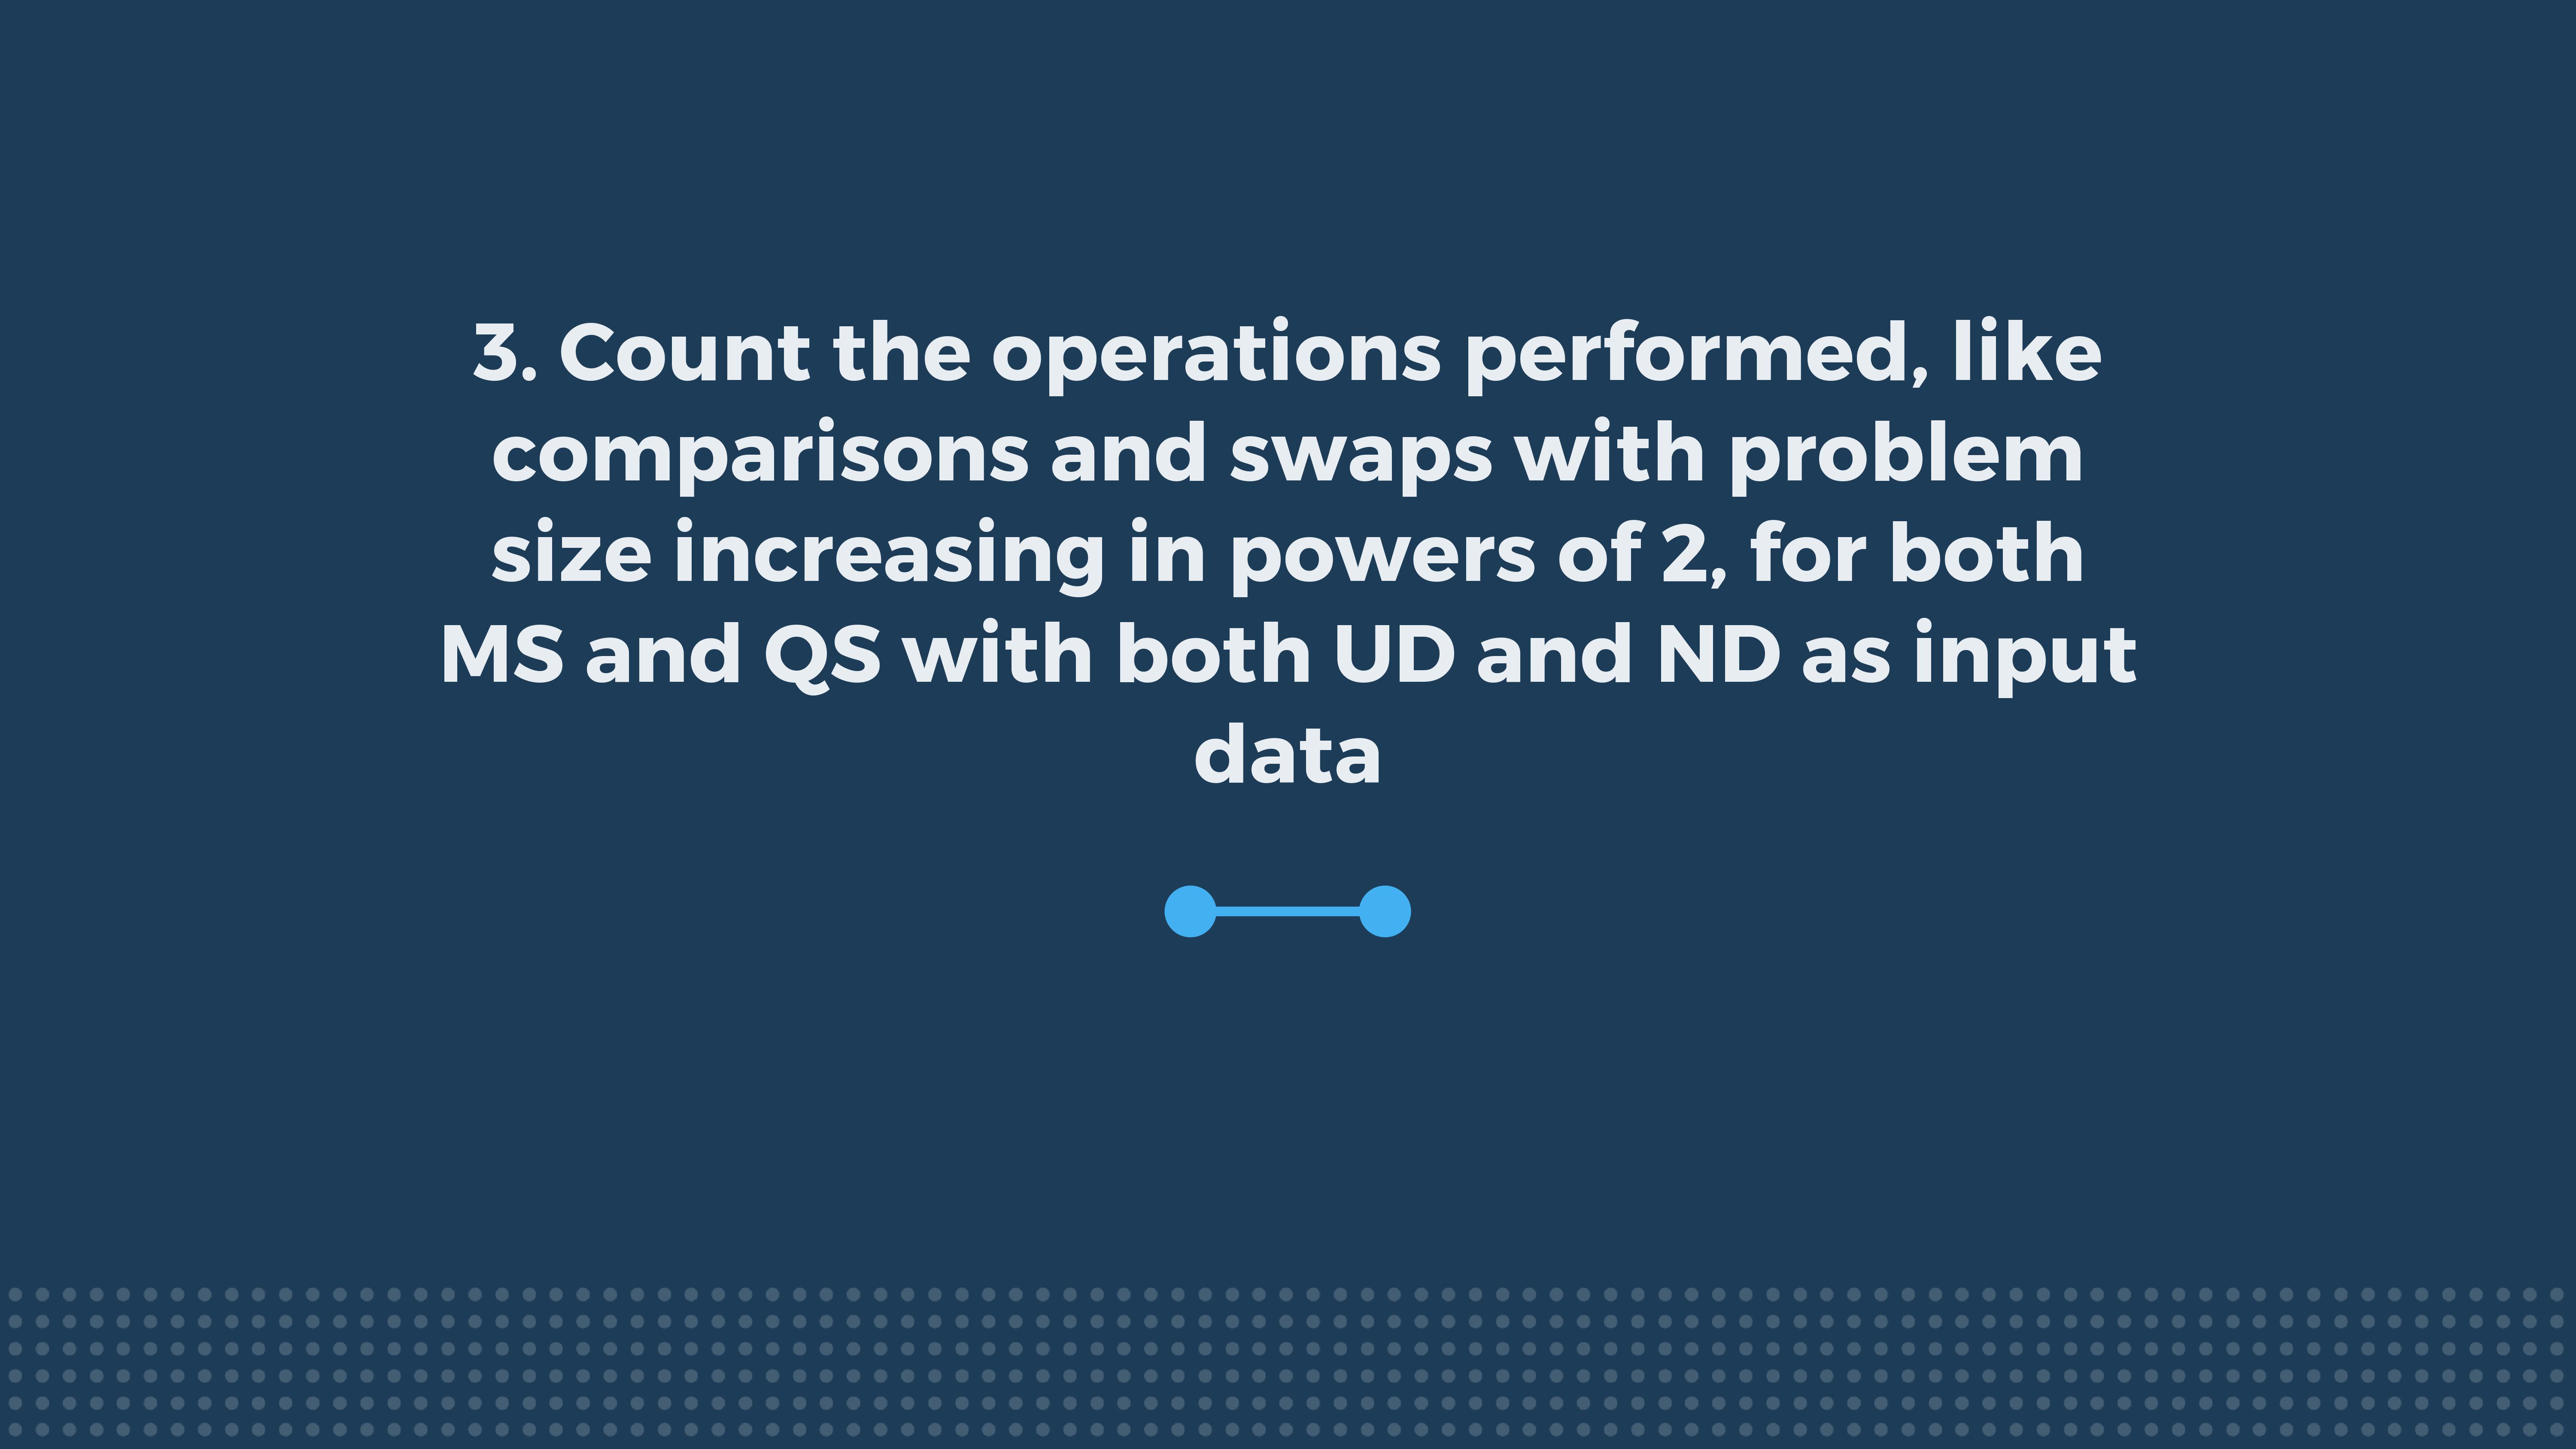 3. Count the operations performed, like
comparisons and swaps with problem
size increasing in powers of 2, for both
MS and QS with both UD and ND as input
data